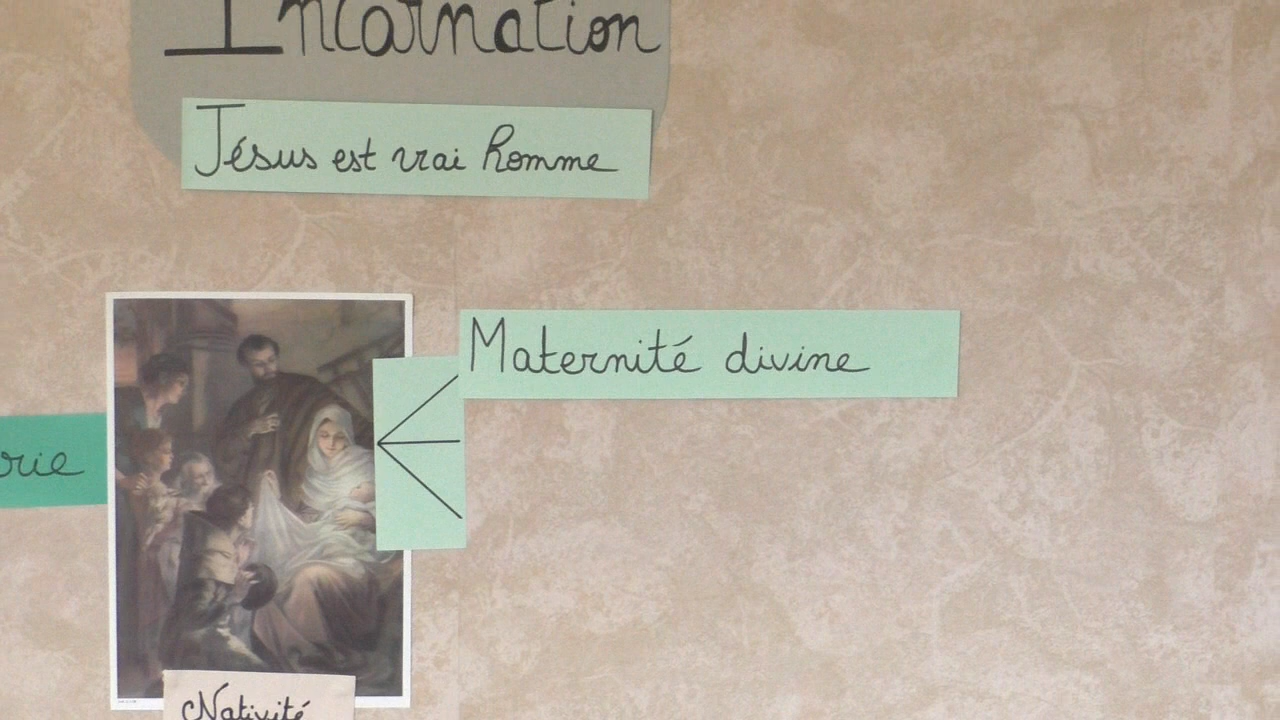 Incarnation
Jésus est vrai homme
Maternité divine
Nativité